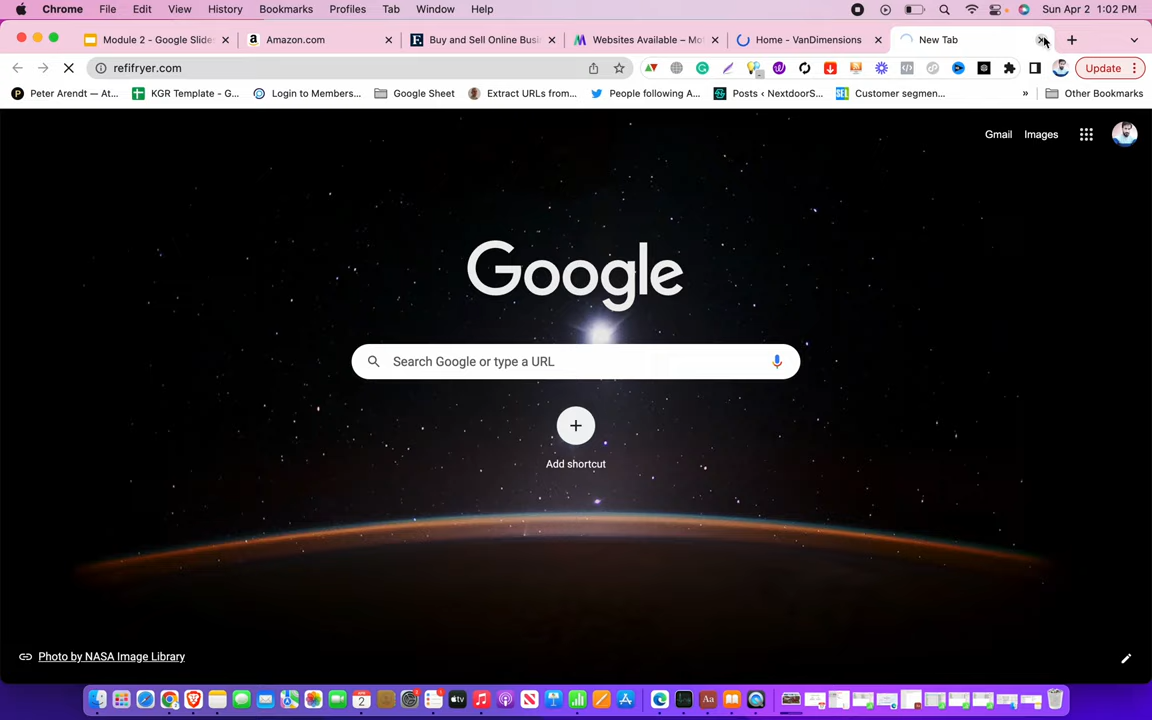 Chrome File Edit View History Bookmarks Profiles Tab Window Help Sun Apr 2 1:02 PM
Module 2 - Google Slide Amazon.com Buy and Sell Online Busi Websites Available – Mo Home - VanDimensions New Tab
refifryer.com Update
Peter Arendt — At... KGR Template - G... Login to Members... Google Sheet Extract URLs from... People following A... Posts ‹ NextdoorS... Customer segmen... » Other Bookmarks
Gmail Images
Google
Search Google or type a URL
Add shortcut
Photo by NASA Image Library